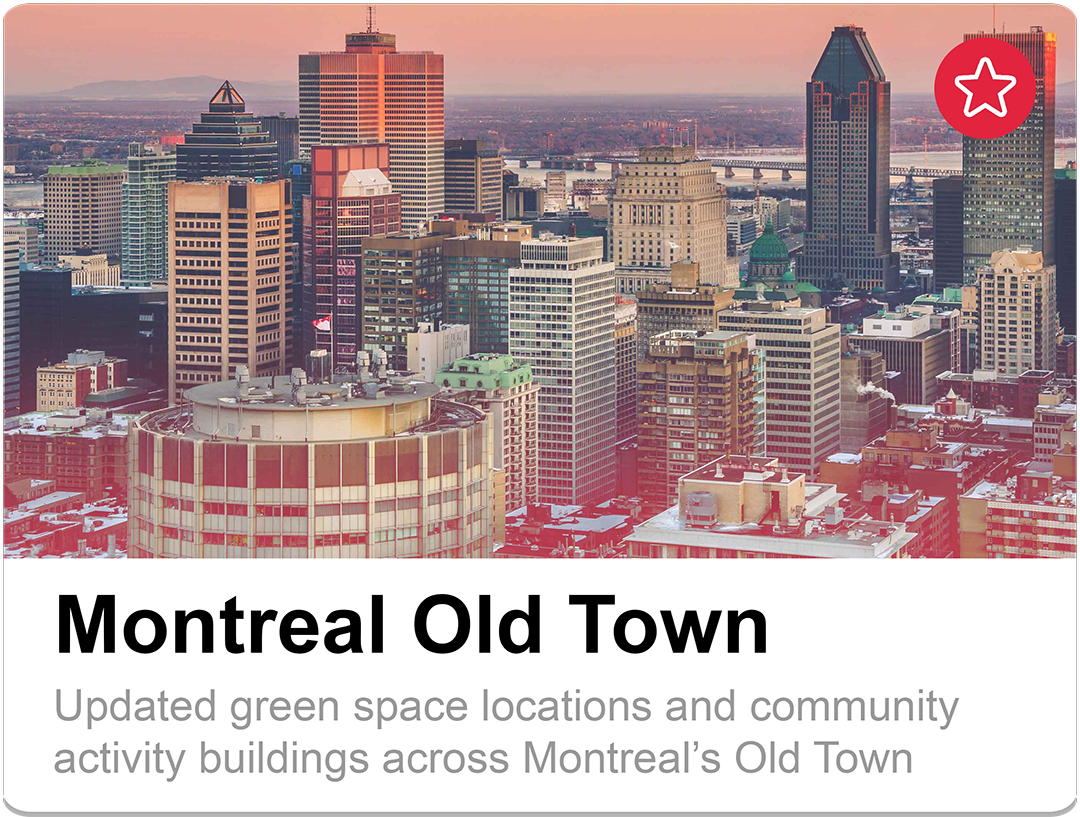 Montreal Old Town
Updated green space locations and community
activity buildings across Montreal’s Old Town